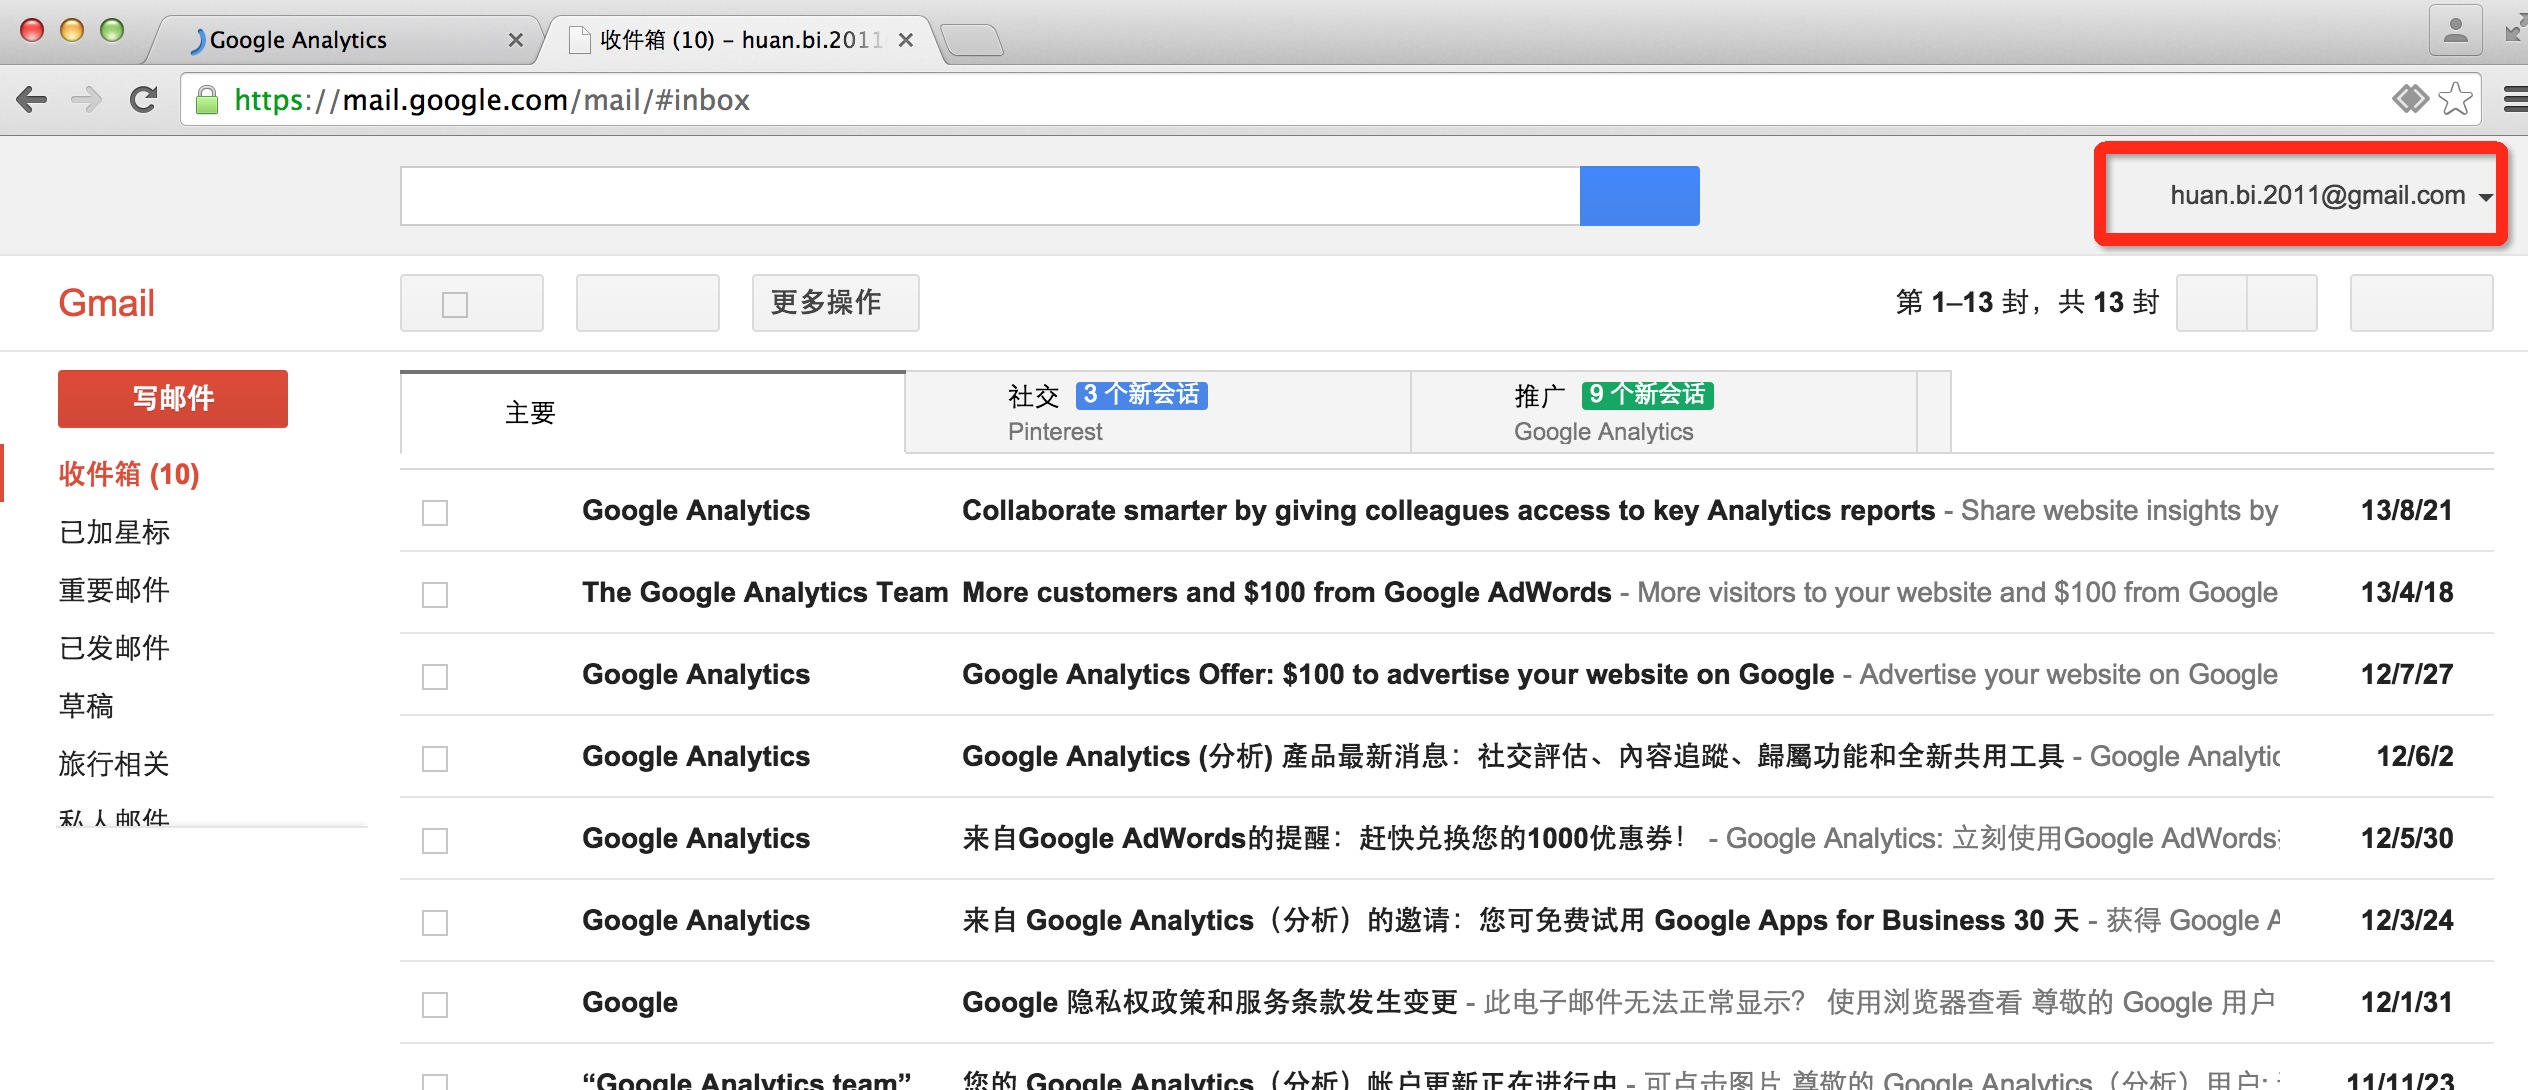 Google Analytics
收件箱 (10) – huan.bi.2011
https://mail.google.com/mail/#inbox
huan.bi.2011@gmail.com
Gmail
更多操作
第 1–13 封，共 13 封
写邮件
主要
社交 3 个新会话
Pinterest
推广 9 个新会话
Google Analytics
收件箱 (10)
已加星标
重要邮件
已发邮件
草稿
旅行相关
私人邮件
Google Analytics Collaborate smarter by giving colleagues access to key Analytics reports - Share website insights by 13/8/21
The Google Analytics Team More customers and $100 from Google AdWords - More visitors to your website and $100 from Google 13/4/18
Google Analytics Google Analytics Offer: $100 to advertise your website on Google - Advertise your website on Google 12/7/27
Google Analytics Google Analytics (分析) 產品最新消息：社交評估、內容追蹤、歸屬功能和全新共用工具 - Google Analytic 12/6/2
Google Analytics 来自Google AdWords的提醒：赶快兑换您的1000优惠券！ - Google Analytics: 立刻使用Google AdWords 12/5/30
Google Analytics 来自 Google Analytics（分析）的邀请：您可免费试用 Google Apps for Business 30 天 - 获得 Google A 12/3/24
Google Google 隐私权政策和服务条款发生变更 - 此电子邮件无法正常显示？ 使用浏览器查看 尊敬的 Google 用户 12/1/31
“Google Analytics team” 您的 Google Analytics（分析）帐户更新正在进行中 - 可点击图片 尊敬的 Google Analytics（分析）用户: 11/11/23